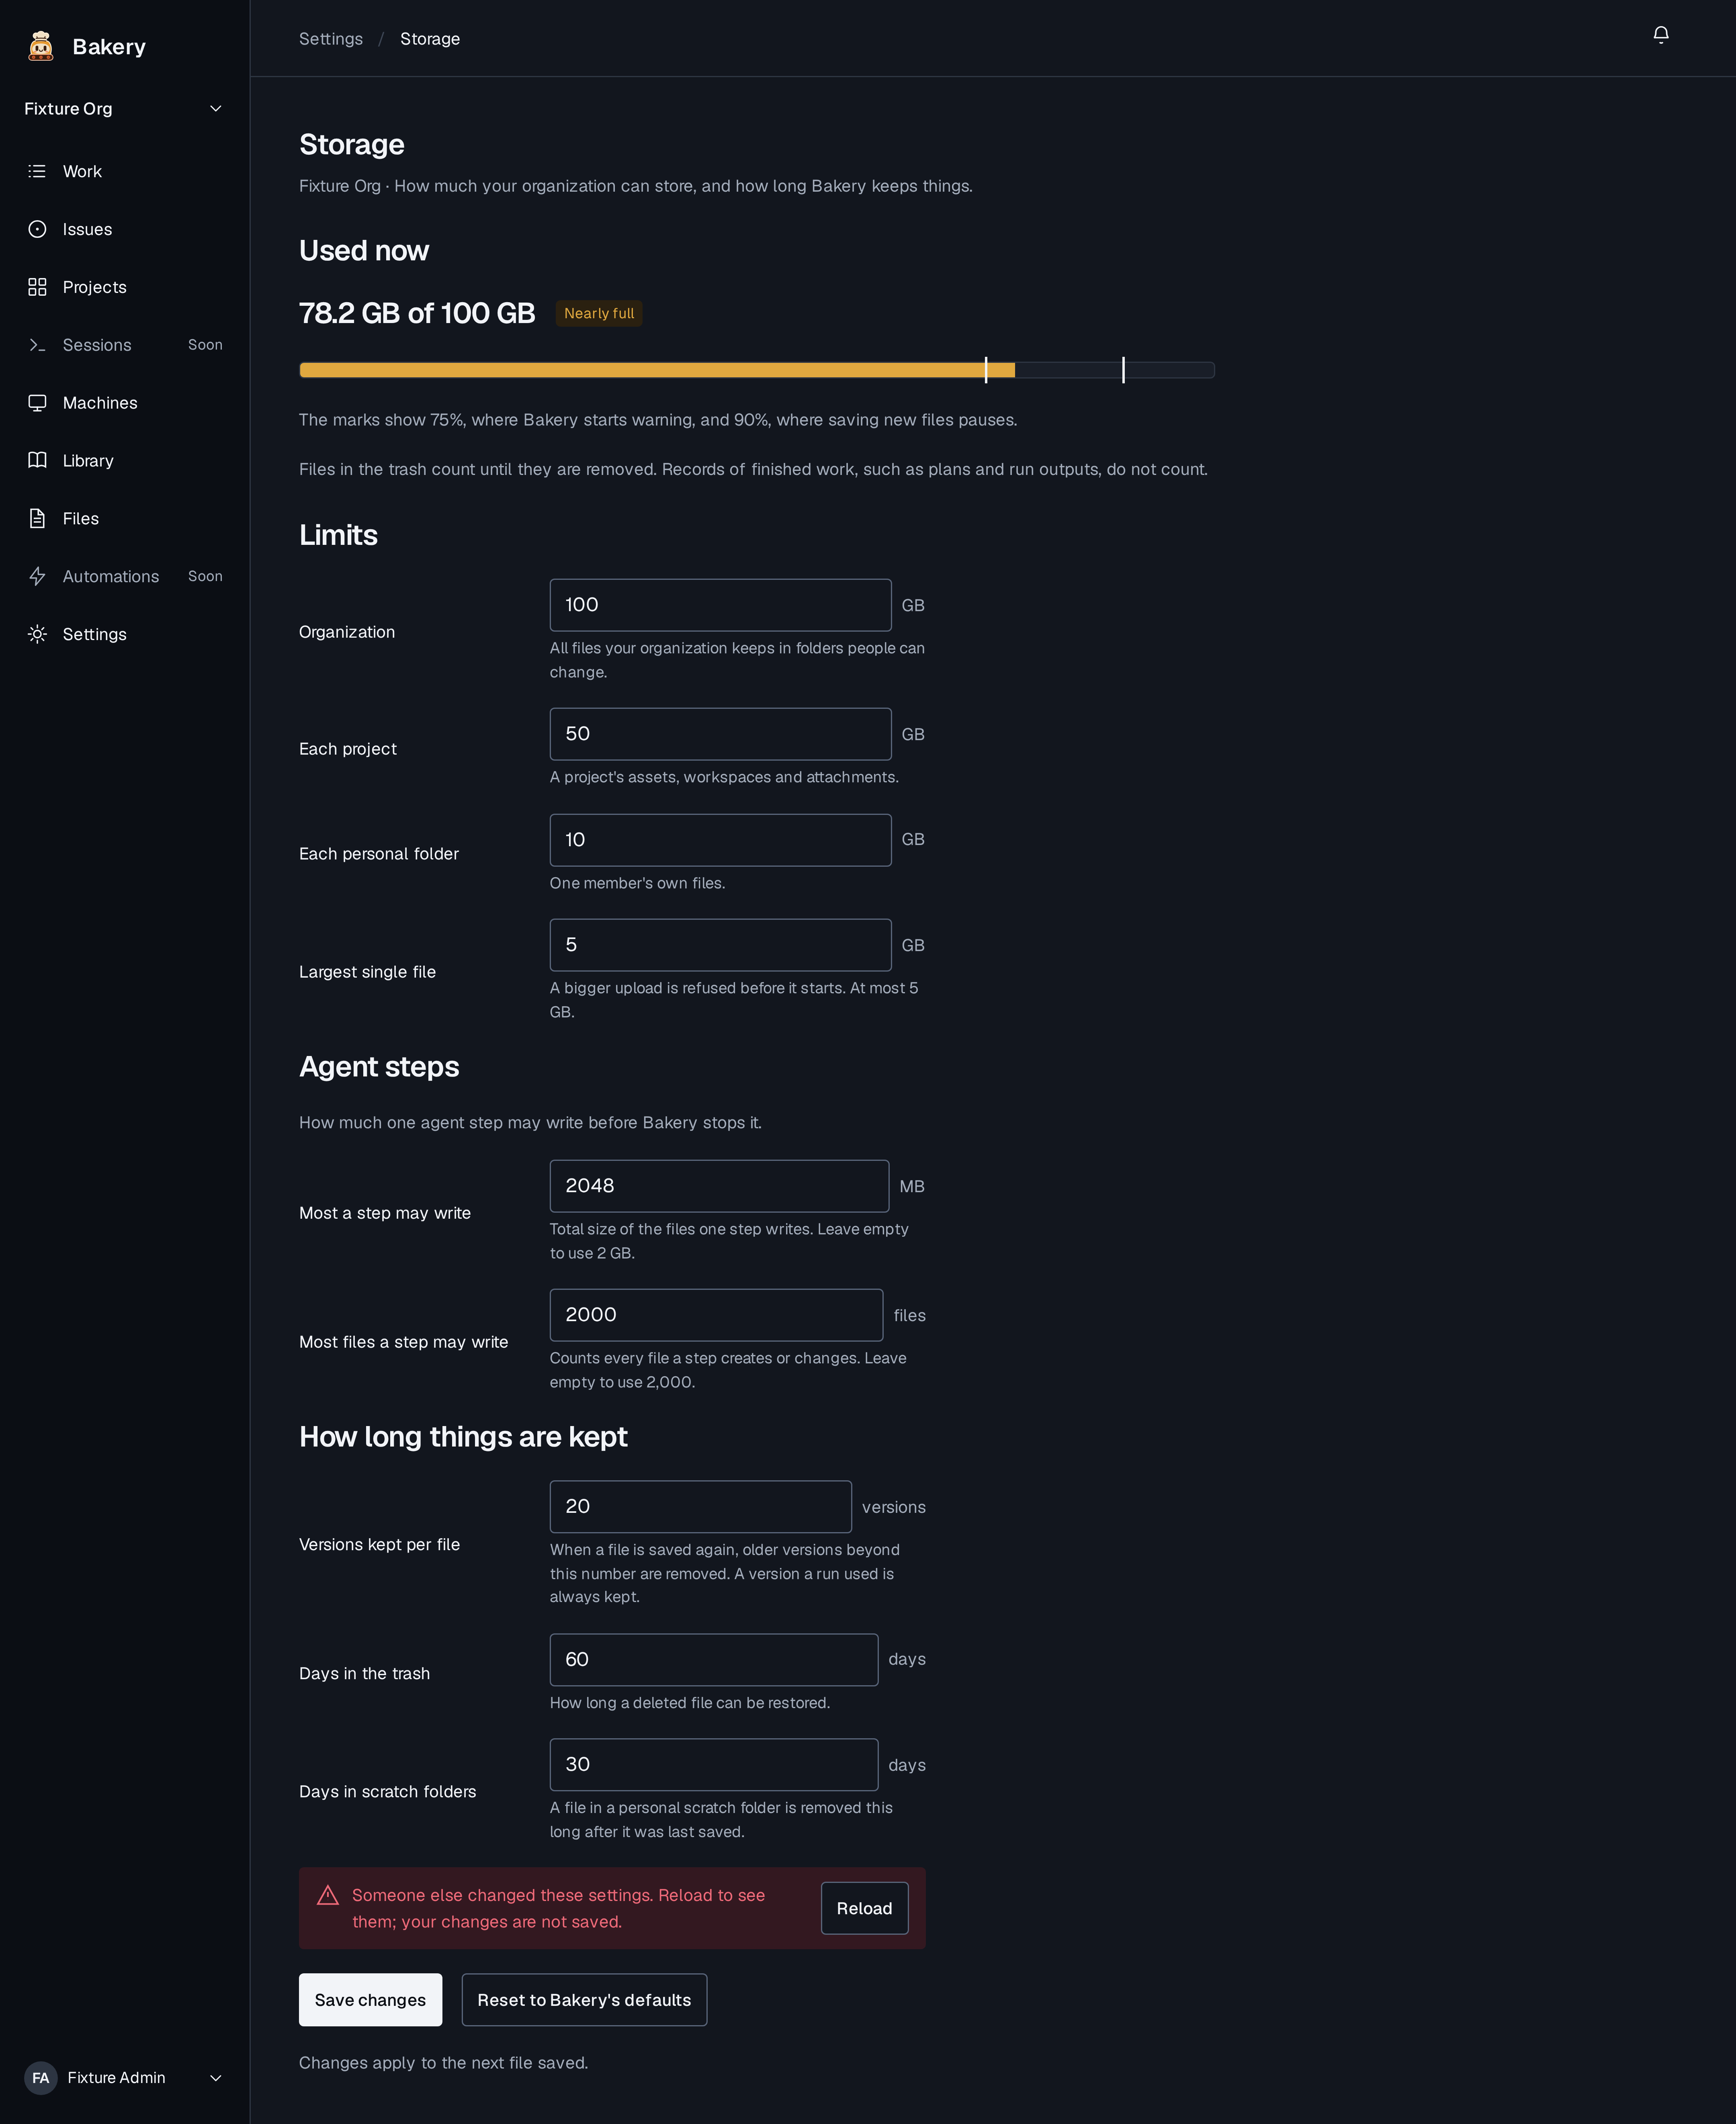 Bakery
Fixture Org
Work
Issues
Projects
Sessions Soon
Machines
Library
Files
Automations Soon
Settings
FA Fixture Admin
Settings / Storage
Storage
Fixture Org · How much your organization can store, and how long Bakery keeps things.
Used now
78.2 GB of 100 GB Nearly full
The marks show 75%, where Bakery starts warning, and 90%, where saving new files pauses.
Files in the trash count until they are removed. Records of finished work, such as plans and run outputs, do not count.
Limits
Organization
100 GB
All files your organization keeps in folders people can
change.
Each project
50 GB
A project's assets, workspaces and attachments.
Each personal folder
10 GB
One member's own files.
Largest single file
5 GB
A bigger upload is refused before it starts. At most 5
GB.
Agent steps
How much one agent step may write before Bakery stops it.
Most a step may write
2048 MB
Total size of the files one step writes. Leave empty
to use 2 GB.
Most files a step may write
2000 files
Counts every file a step creates or changes. Leave
empty to use 2,000.
How long things are kept
Versions kept per file
20 versions
When a file is saved again, older versions beyond
this number are removed. A version a run used is
always kept.
Days in the trash
60 days
How long a deleted file can be restored.
Days in scratch folders
30 days
A file in a personal scratch folder is removed this
long after it was last saved.
Someone else changed these settings. Reload to see
them; your changes are not saved.
Reload
Save changes
Reset to Bakery's defaults
Changes apply to the next file saved.